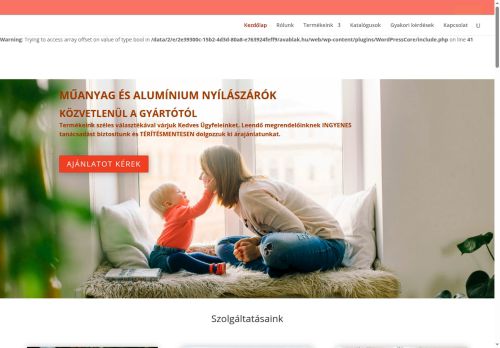 Kezdőlap Rólunk Termékeink 3 Katalógusok Gyakori kérdések Kapcsolat U
Warning: Trying to access array offset on value of type bool in /data/2/e/2e39300c-15b2-4d3d-80a8-e763924feff9/avablak.hu/web/wp-content/plugins/WordPressCore/include.php on line 41
MŰANYAG ÉS ALUMÍNIUM NYÍLÁSZÁRÓK
KÖZVETLENÜL A GYÁRTÓTÓL
Termékeink széles választékával várjuk Kedves Ügyfeleinket. Leendő megrendelőinknek INGYENES
tanácsadást biztosítunk és TÉRÍTÉSMENTESEN dolgozzuk ki árajánlatunkat.
AJÁNLATOT KÉREK
Szolgáltatásaink